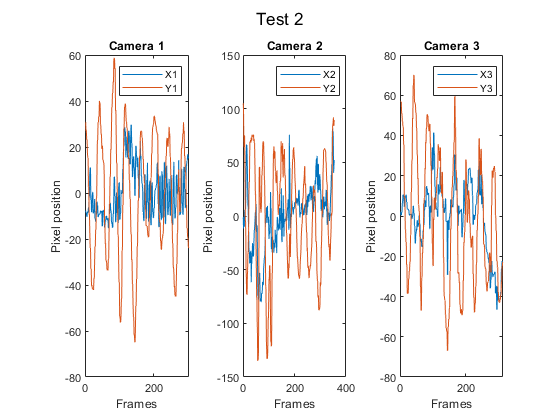 Test 2
Camera 1
Camera 2
Camera 3
X1
Y1
X2
Y2
X3
Y3
Pixel position
60
40
20
0
-20
-40
-60
-80
0
200
Frames
Pixel position
150
100
50
0
-50
-100
-150
0
200
400
Frames
Pixel position
80
60
40
20
0
-20
-40
-60
-80
0
200
Frames